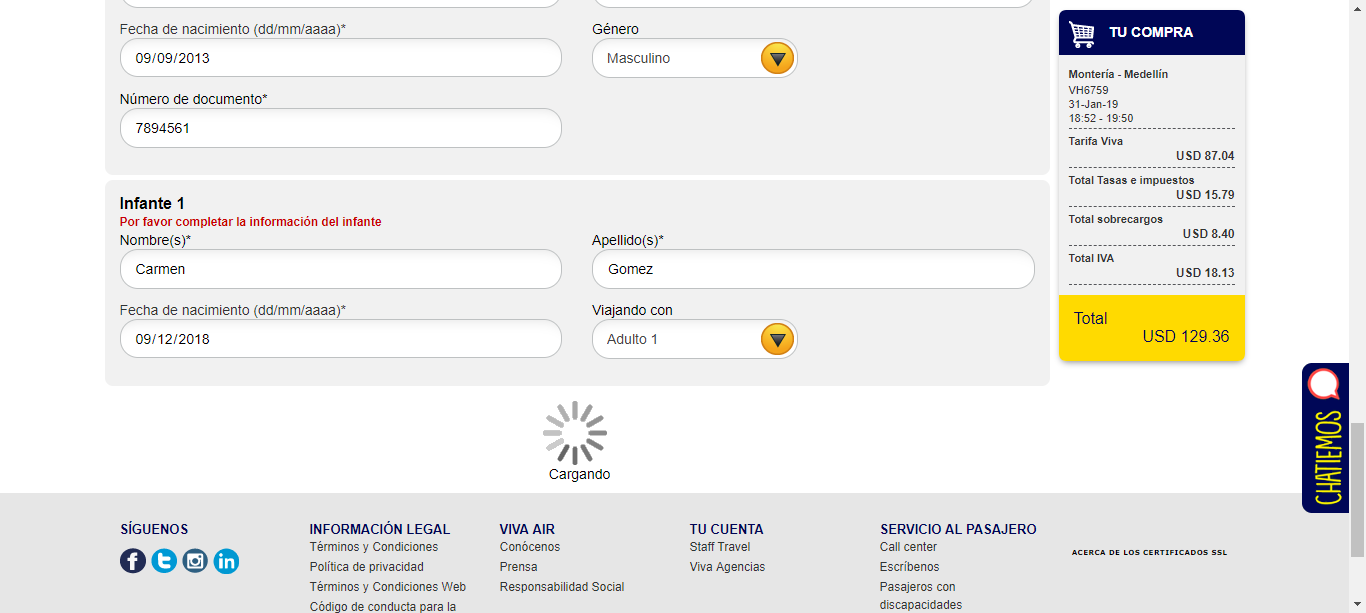 Fecha de nacimiento (dd/mm/aaaa)*
Género
09/09/2013
Masculino
Número de documento*
7894561
Infante 1
Por favor completar la información del infante
Nombre(s)*
Apellido(s)*
Carmen
Gomez
Fecha de nacimiento (dd/mm/aaaa)*
Viajando con
09/12/2018
Adulto 1
Cargando
TU COMPRA
Montería - Medellín
VH6759
31-Jan-19
18:52 - 19:50
Tarifa Viva
USD 87.04
Total Tasas e impuestos
USD 15.79
Total sobrecargos
USD 8.40
Total IVA
USD 18.13
Total
USD 129.36
CHATIEMOS
SÍGUENOS
INFORMACIÓN LEGAL
Términos y Condiciones
Política de privacidad
Términos y Condiciones Web
Código de conducta para la
VIVA AIR
Conócenos
Prensa
Responsabilidad Social
TU CUENTA
Staff Travel
Viva Agencias
SERVICIO AL PASAJERO
Call center
Escríbenos
Pasajeros con
discapacidades
ACERCA DE LOS CERTIFICADOS SSL